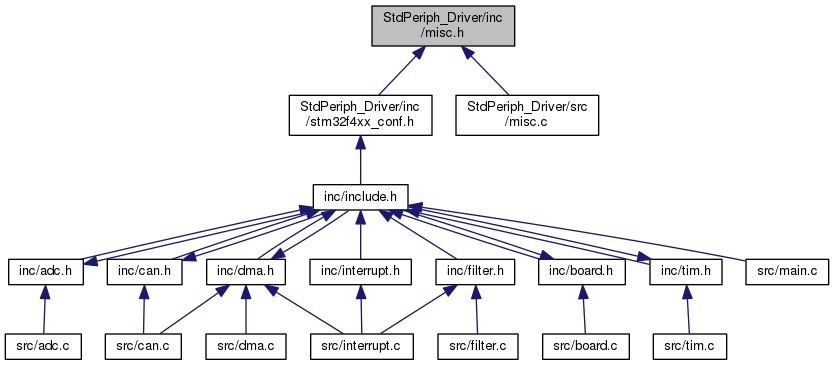 StdPeriph_Driver/inc
/misc.h
StdPeriph_Driver/inc
/stm32f4xx_conf.h
StdPeriph_Driver/src
/misc.c
inc/include.h
inc/adc.h
inc/can.h
inc/dma.h
inc/interrupt.h
inc/filter.h
inc/board.h
inc/tim.h
src/main.c
src/adc.c
src/can.c
src/dma.c
src/interrupt.c
src/filter.c
src/board.c
src/tim.c